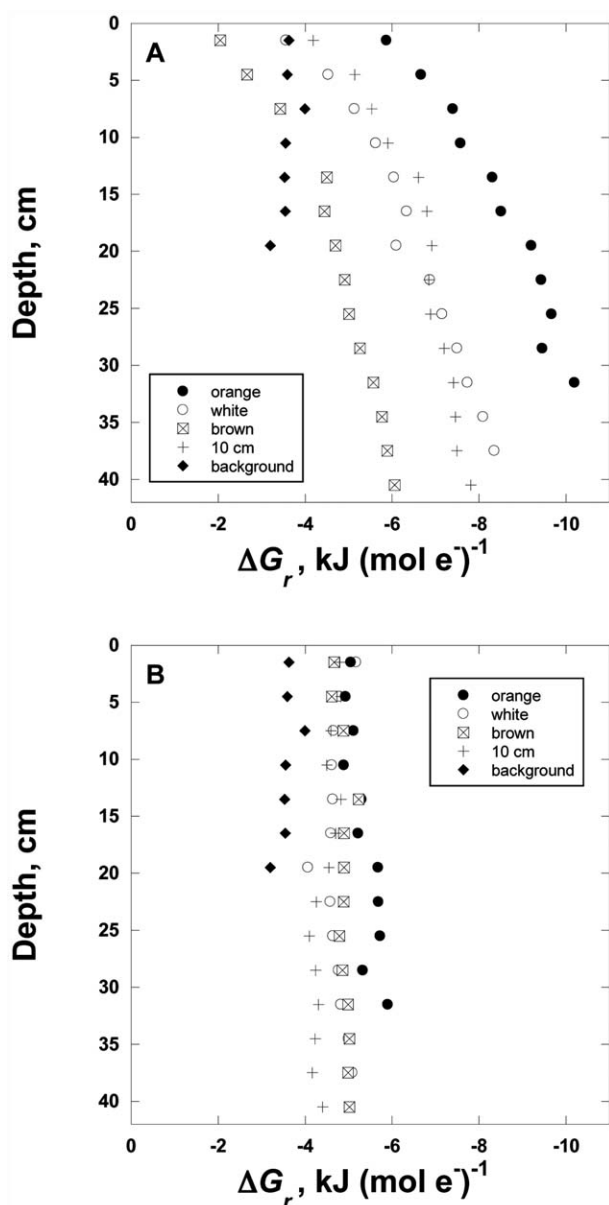 A
0
5
10
15
20
25
30
35
40
Depth, cm
orange
white
brown
10 cm
background
0 -2 -4 -6 -8 -10
ΔGᵣ, kJ (mol e⁻)⁻¹
B
0
5
10
15
20
25
30
35
40
Depth, cm
orange
white
brown
10 cm
background
0 -2 -4 -6 -8 -10
ΔGᵣ, kJ (mol e⁻)⁻¹